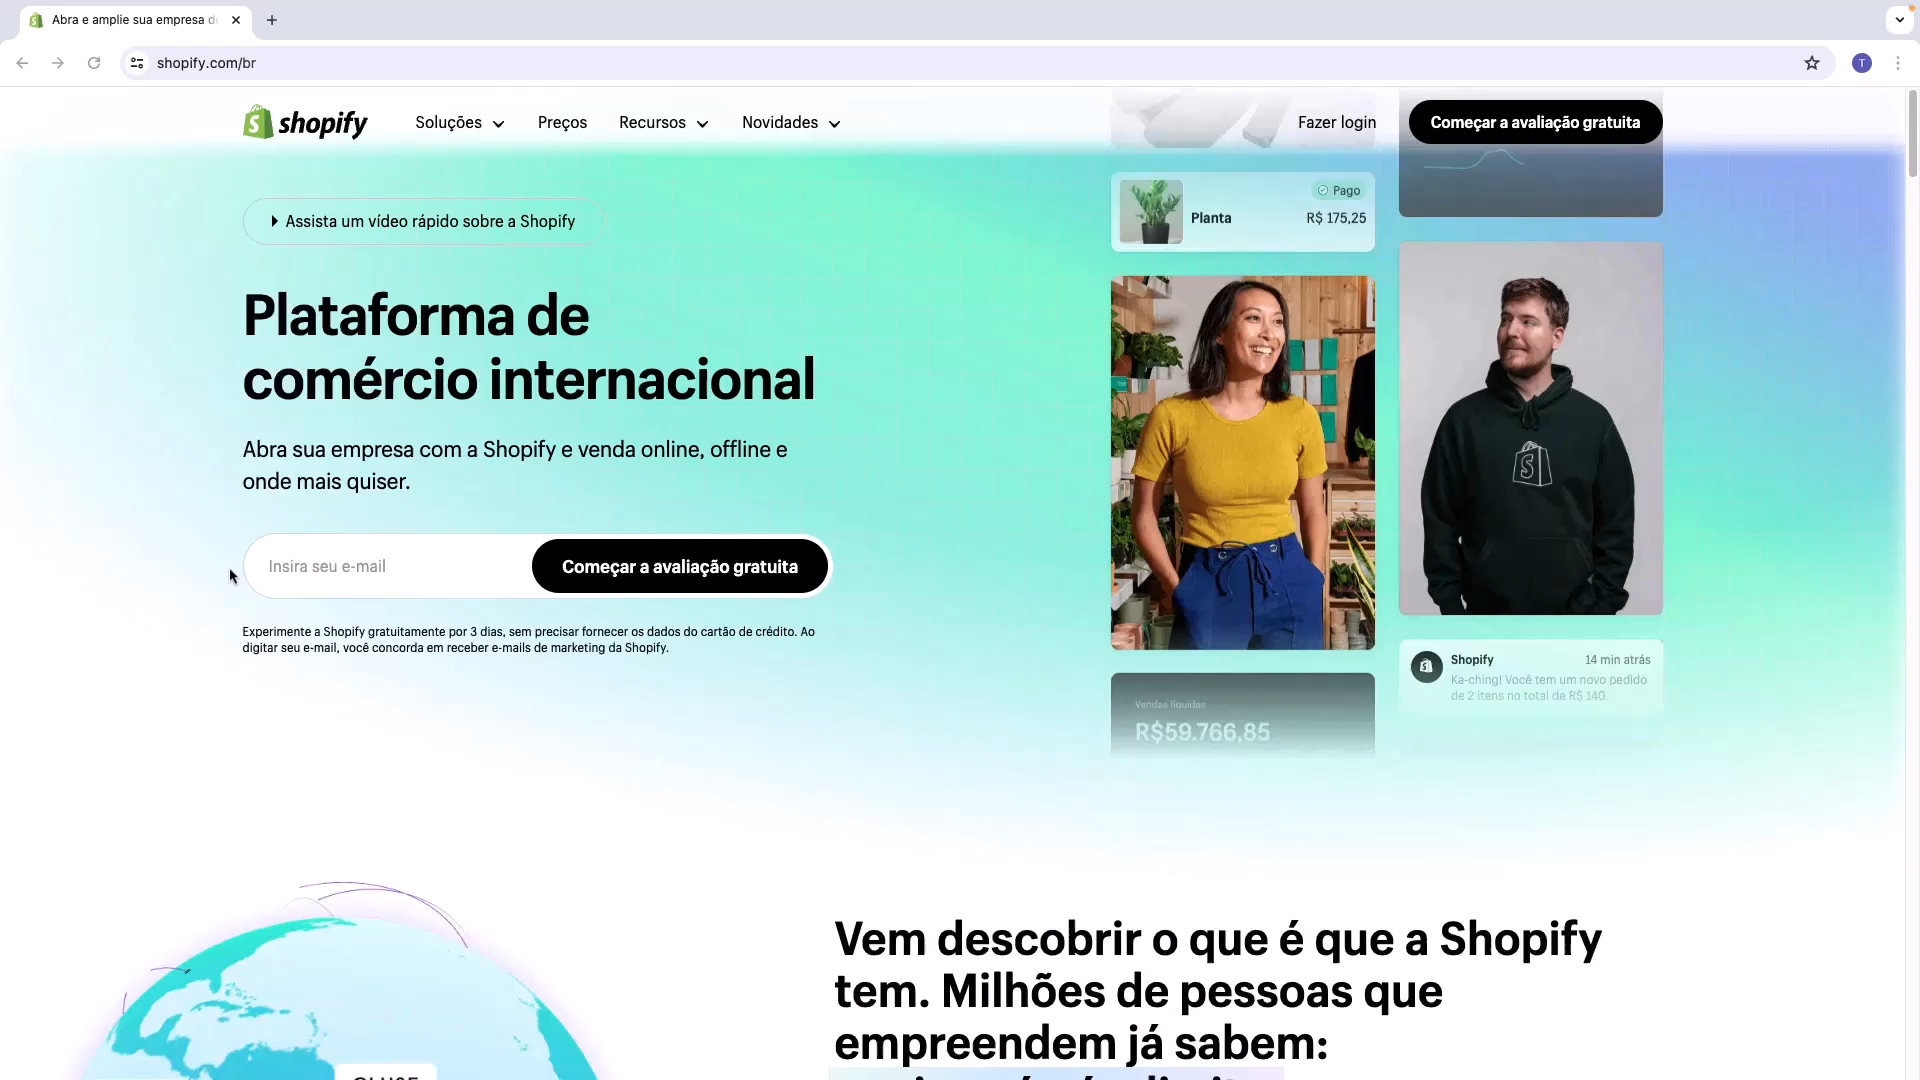 Abra e amplie sua empresa d
shopify.com/br
T
shopify
Soluções
Preços
Recursos
Novidades
Fazer login
Começar a avaliação gratuita
Assista um vídeo rápido sobre a Shopify
Plataforma de
comércio internacional
Abra sua empresa com a Shopify e venda online, offline e
onde mais quiser.
Insira seu e-mail
Começar a avaliação gratuita
Experimente a Shopify gratuitamente por 3 dias, sem precisar fornecer os dados do cartão de crédito. Ao
digitar seu e-mail, você concorda em receber e-mails de marketing da Shopify.
Pago
Planta
R$ 175,25
Vendas líquidas
R$59.766,85
Shopify
14 min atrás
Ka-ching! Você tem um novo pedido
de 2 itens no total de R$ 140.
Vem descobrir o que é que a Shopify
tem. Milhões de pessoas que
empreendem já sabem: